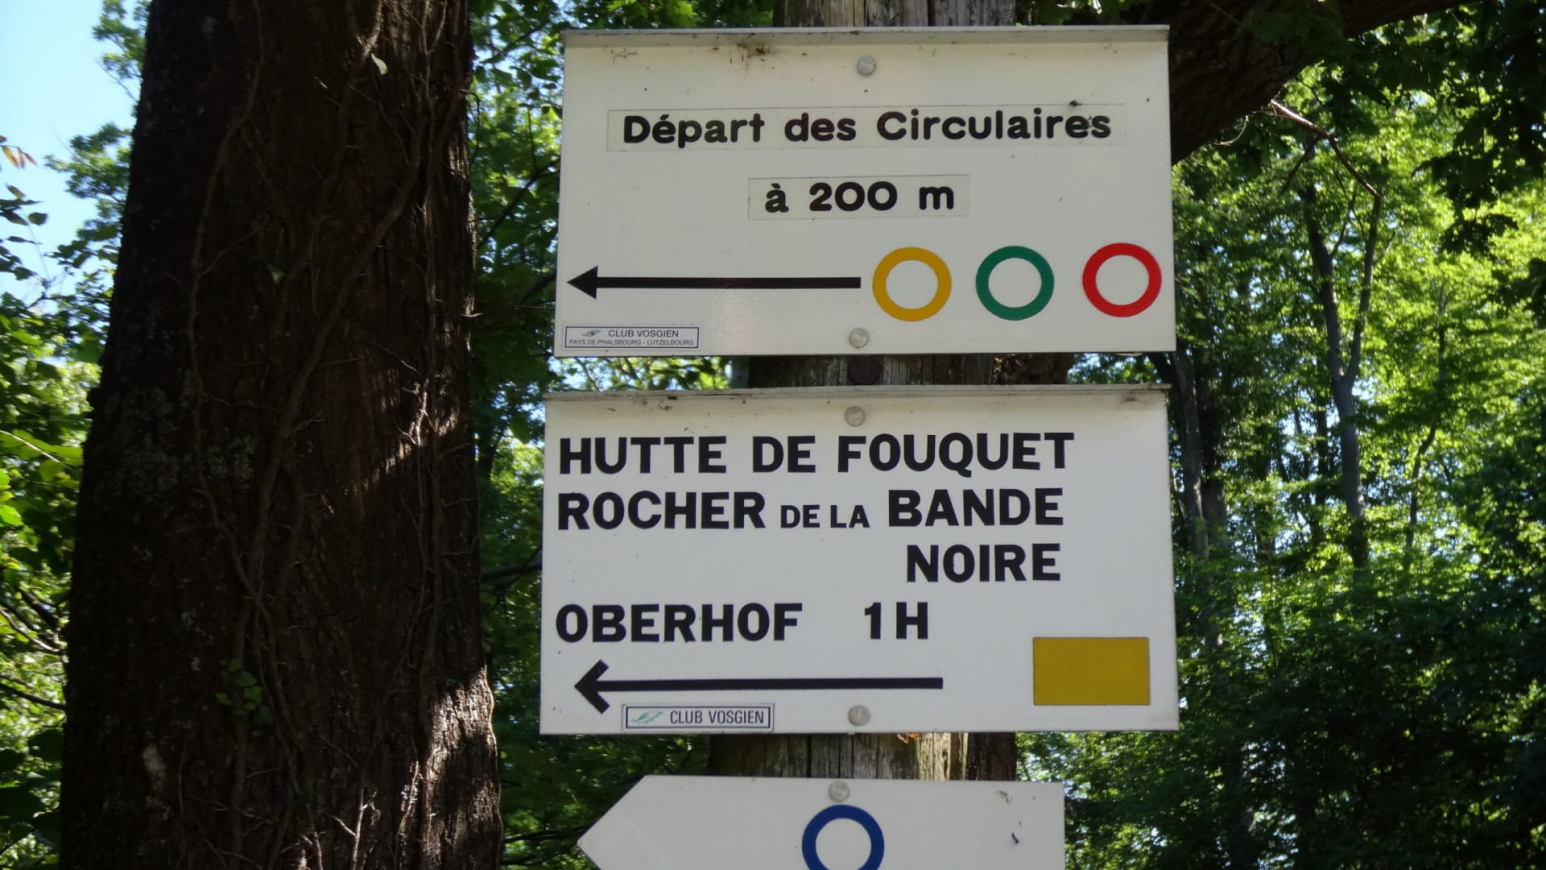 Départ des Circulaires
à 200 m
CLUB VOSGIEN
PAYS DE PHALSBOURG - LUTZELBOURG
HUTTE DE FOUQUET
ROCHER DE LA BANDE
NOIRE
OBERHOF 1H
CLUB VOSGIEN